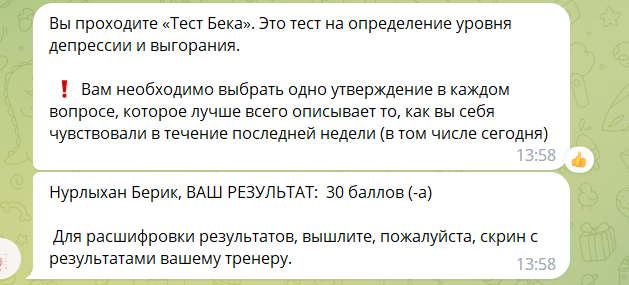 Вы проходите «Тест Бека». Это тест на определение уровня
депрессии и выгорания.
❗ Вам необходимо выбрать одно утверждение в каждом
вопросе, которое лучше всего описывает то, как вы себя
чувствовали в течение последней недели (в том числе сегодня)
13:58
Нурлыхан Берик, ВАШ РЕЗУЛЬТАТ:  30 баллов (-а)
Для расшифровки результатов, вышлите, пожалуйста, скрин с
результатами вашему тренеру.
13:58